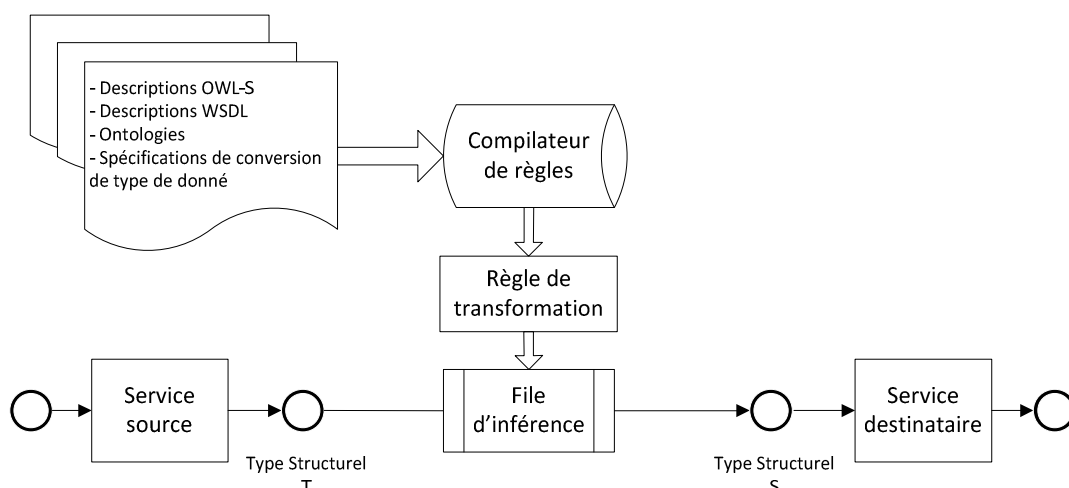 - Descriptions OWL-S
- Descriptions WSDL
- Ontologies
- Spécifications de conversion
de type de donné
Compilateur
de règles
Règle de
transformation
Service
source
File
d’inférence
Service
destinataire
Type Structurel
T
Type Structurel
S